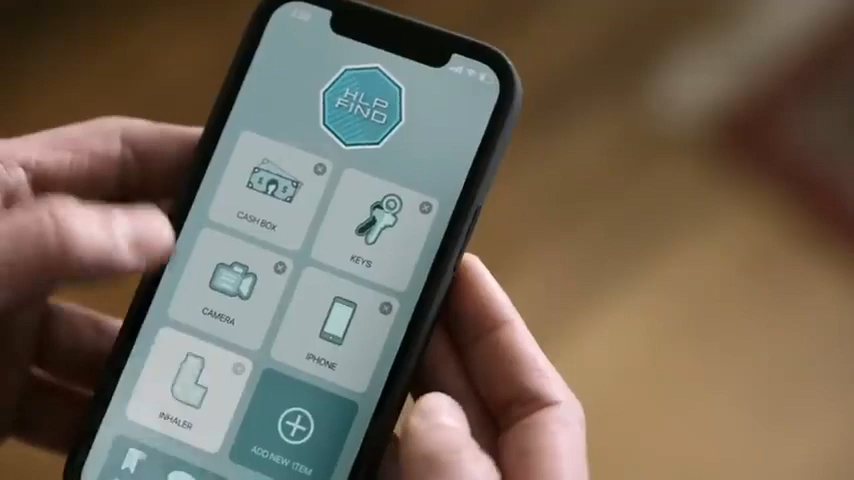 HLP
FIND
CASH BOX
KEYS
CAMERA
IPHONE
INHALER
ADD NEW ITEM